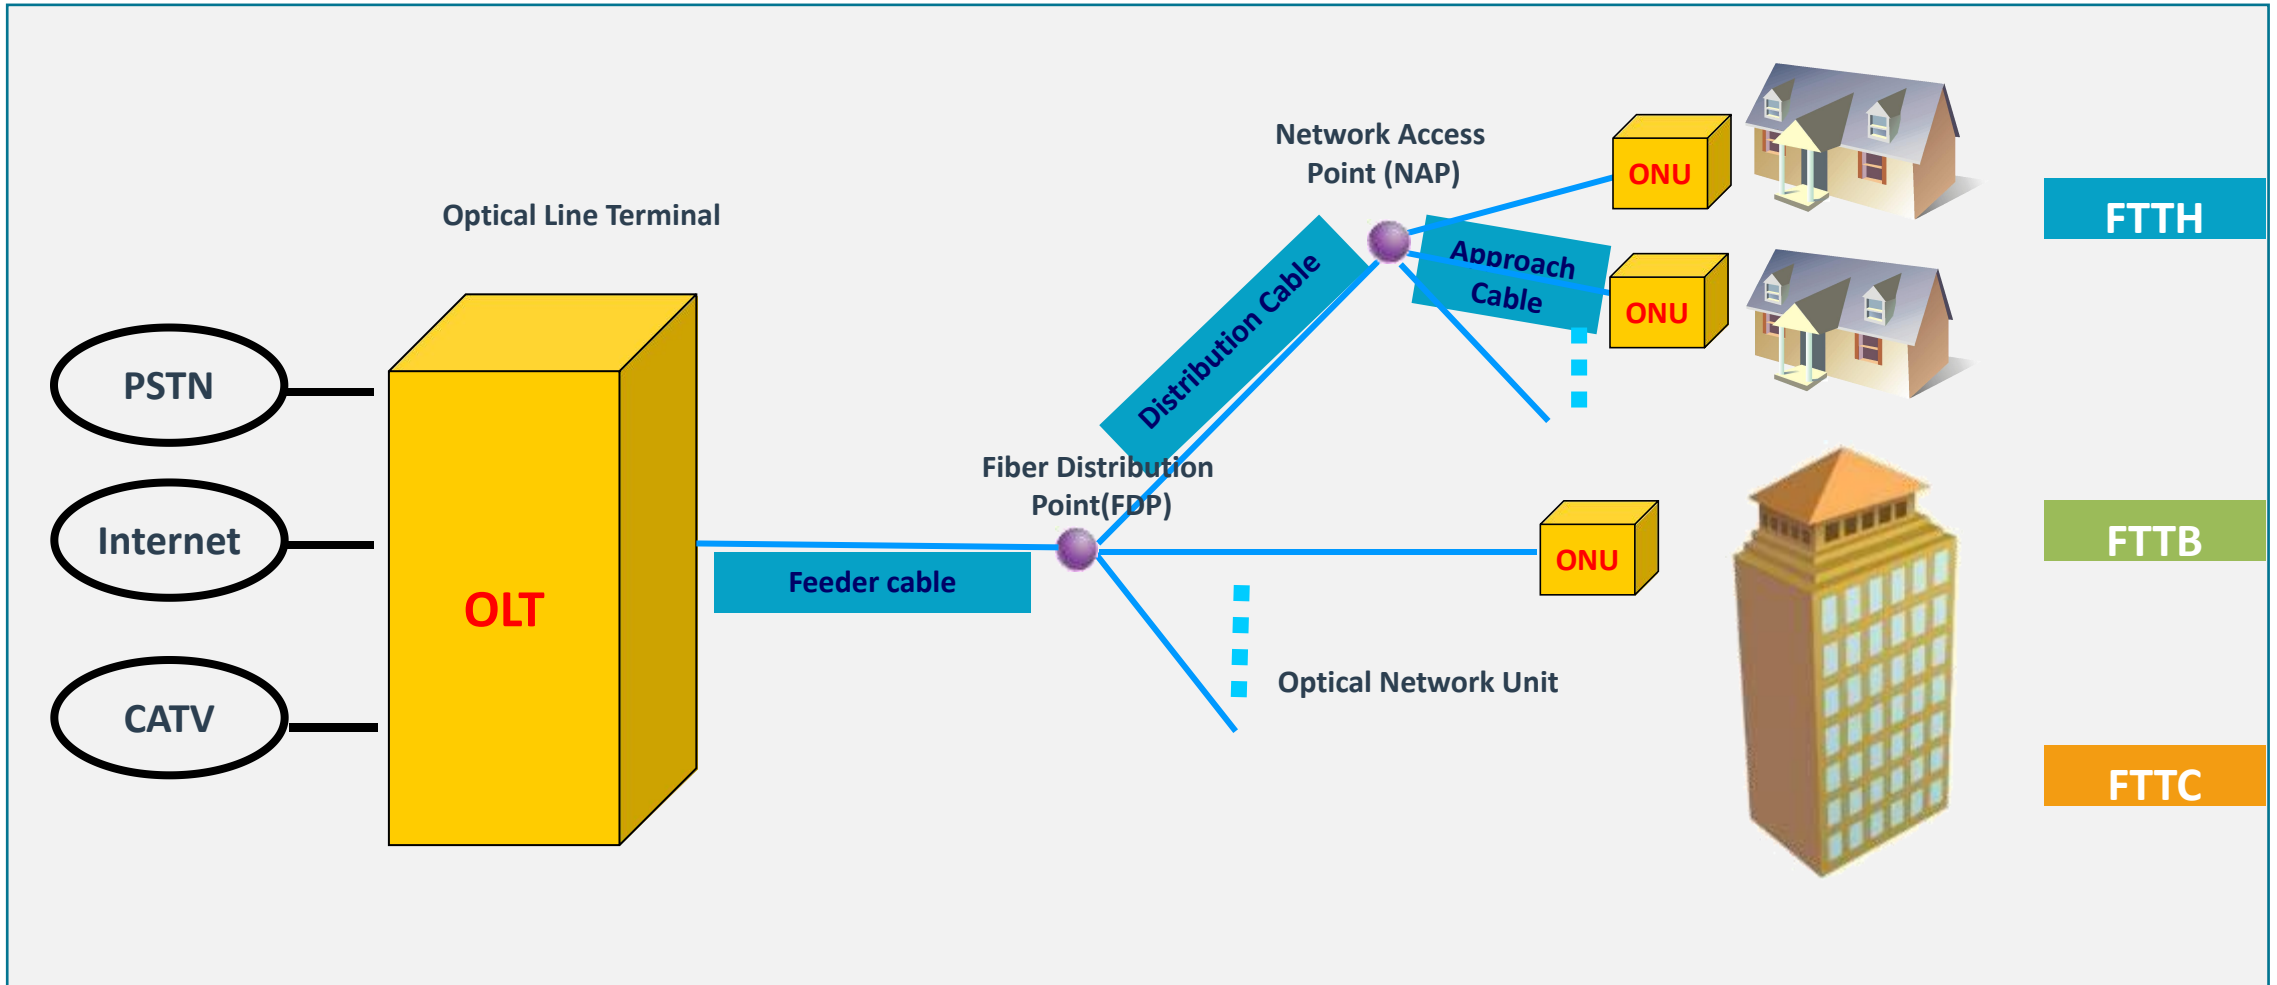 Optical Line Terminal
PSTN
Internet
CATV
OLT
Feeder cable
Fiber Distribution
Point(FDP)
Distribution Cable
Network Access
Point (NAP)
Approach
Cable
ONU
ONU
ONU
Optical Network Unit
FTTH
FTTB
FTTC